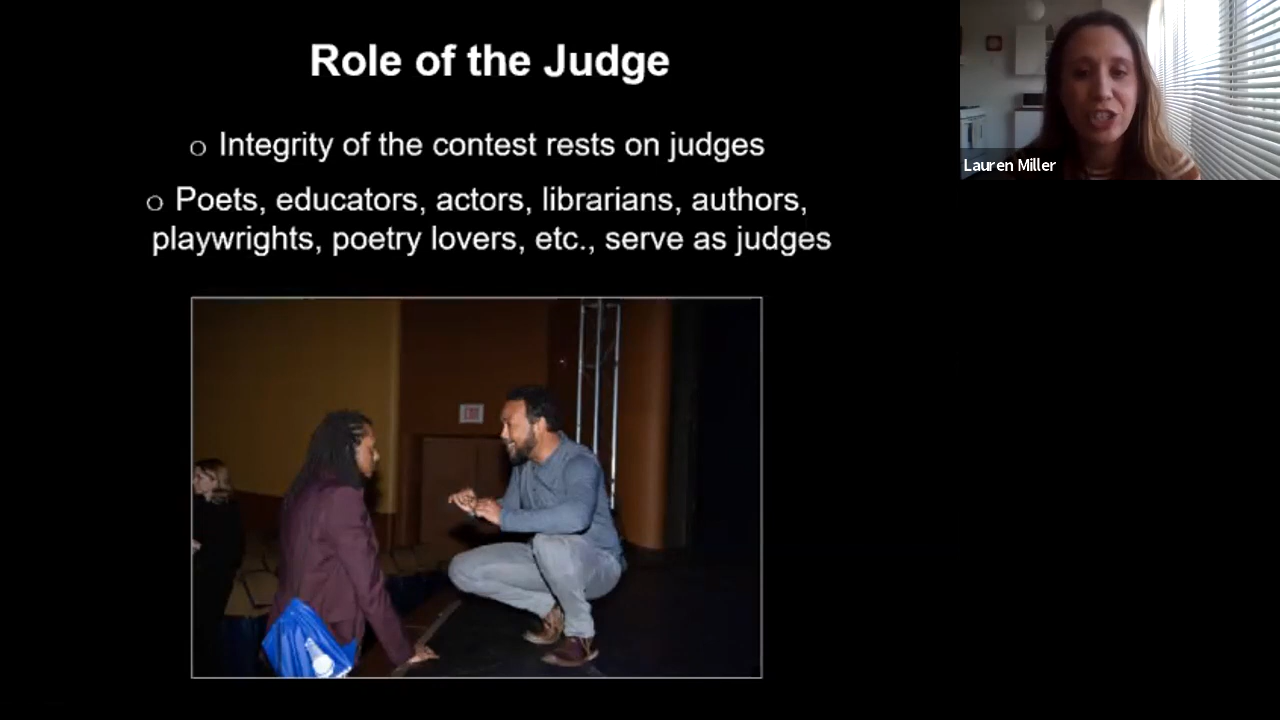 Role of the Judge
Integrity of the contest rests on judges
Poets, educators, actors, librarians, authors,
playwrights, poetry lovers, etc., serve as judges
Lauren Miller